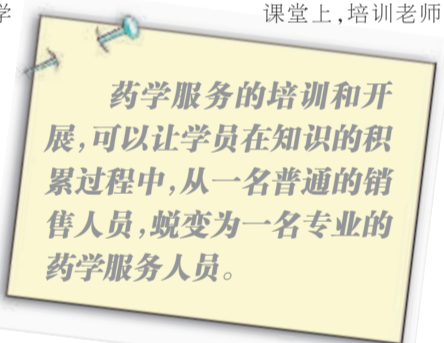 学
课堂上,培训老师
药学服务的培训和开
展,可以让学员在知识的积
累过程中,从一名普通的销
售人员,蜕变为一名专业的
药学服务人员。